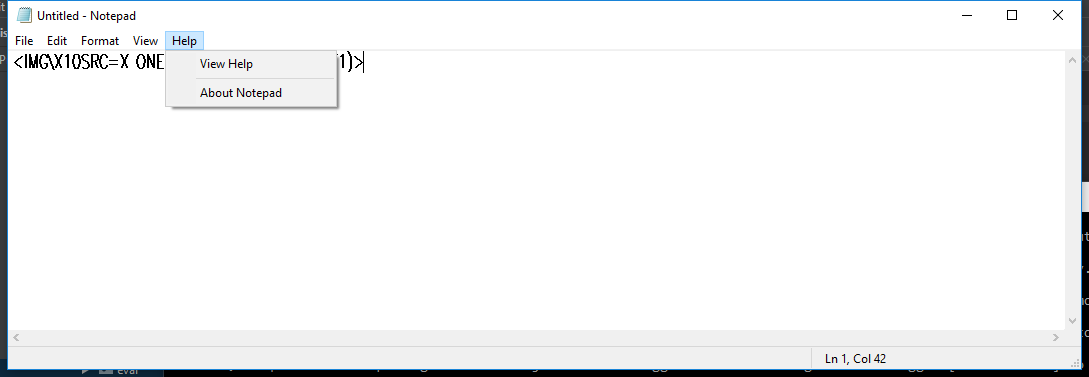 Untitled - Notepad
File Edit Format View Help
<IMG\X10SRC=X ONE 1)>
View Help
About Notepad
Ln 1, Col 42
eval